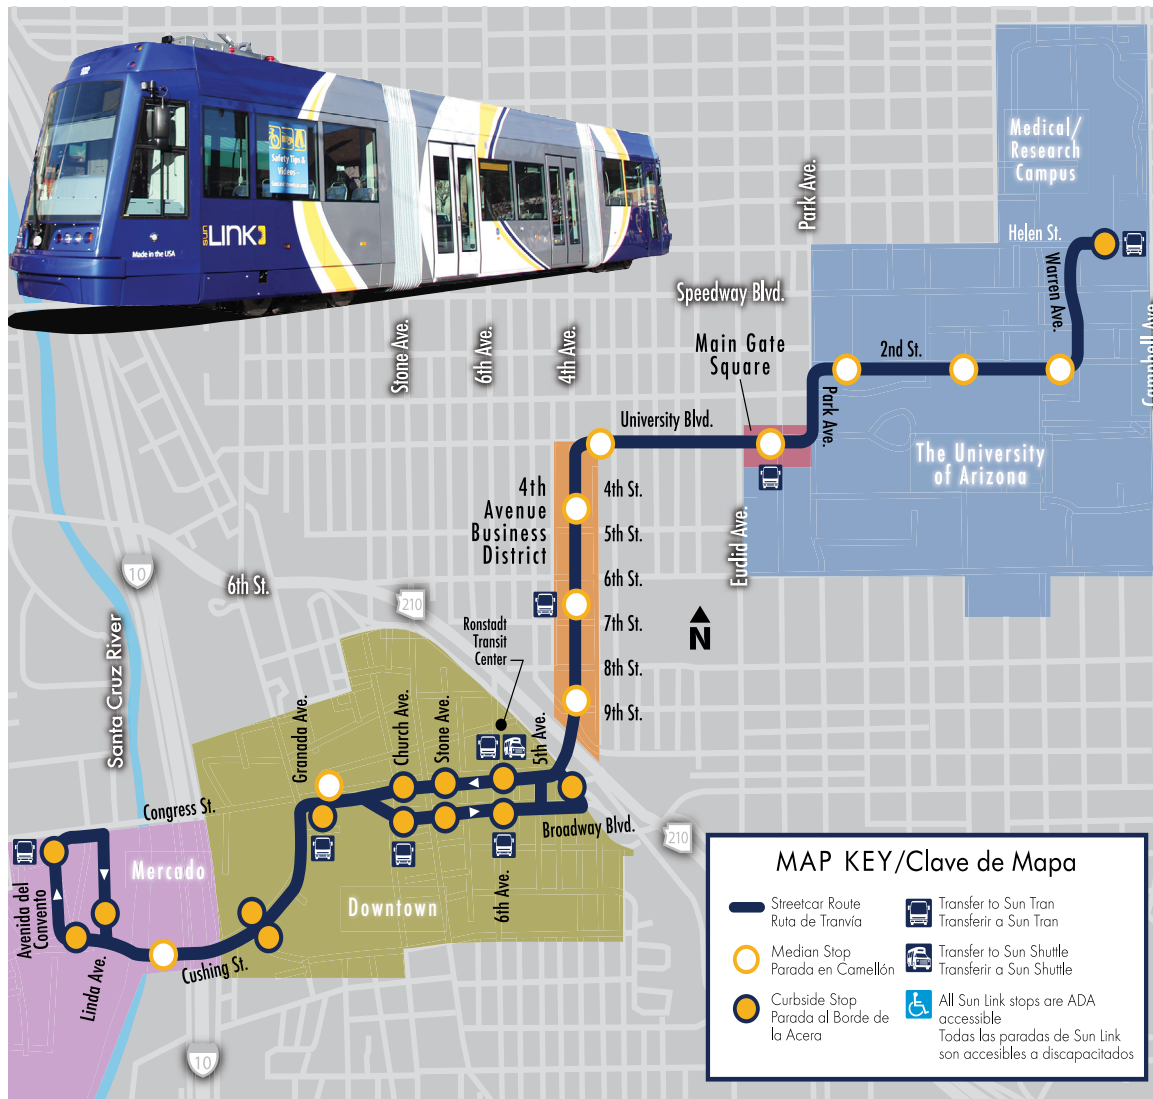 102
Safety Tips &
Videos –
sun
LINK
Made in the USA
Medical/
Research
Campus
Park Ave.
Helen St.
Warren Ave.
Campbell Ave.
Speedway Blvd.
Stone Ave.
6th Ave.
4th Ave.
Main Gate
Square
2nd St.
Park Ave.
University Blvd.
The University
of Arizona
4th
Avenue
Business
District
4th St.
5th St.
6th St.
7th St.
8th St.
9th St.
Euclid Ave.
N
10
6th St.
210
Santa Cruz River
Ronstadt
Transit
Center
Granada Ave.
Church Ave.
Stone Ave.
5th Ave.
Congress St.
Broadway Blvd.
210
Mercado
Downtown
6th Ave.
Avenida del
Convento
Linda Ave.
Cushing St.
10
MAP KEY/Clave de Mapa
Streetcar Route
Ruta de Tranvía
Median Stop
Parada en Camellón
Curbside Stop
Parada al Borde de
la Acera
Transfer to Sun Tran
Transferir a Sun Tran
Transfer to Sun Shuttle
Transferir a Sun Shuttle
All Sun Link stops are ADA
accessible
Todas las paradas de Sun Link
son accesibles a discapacitados